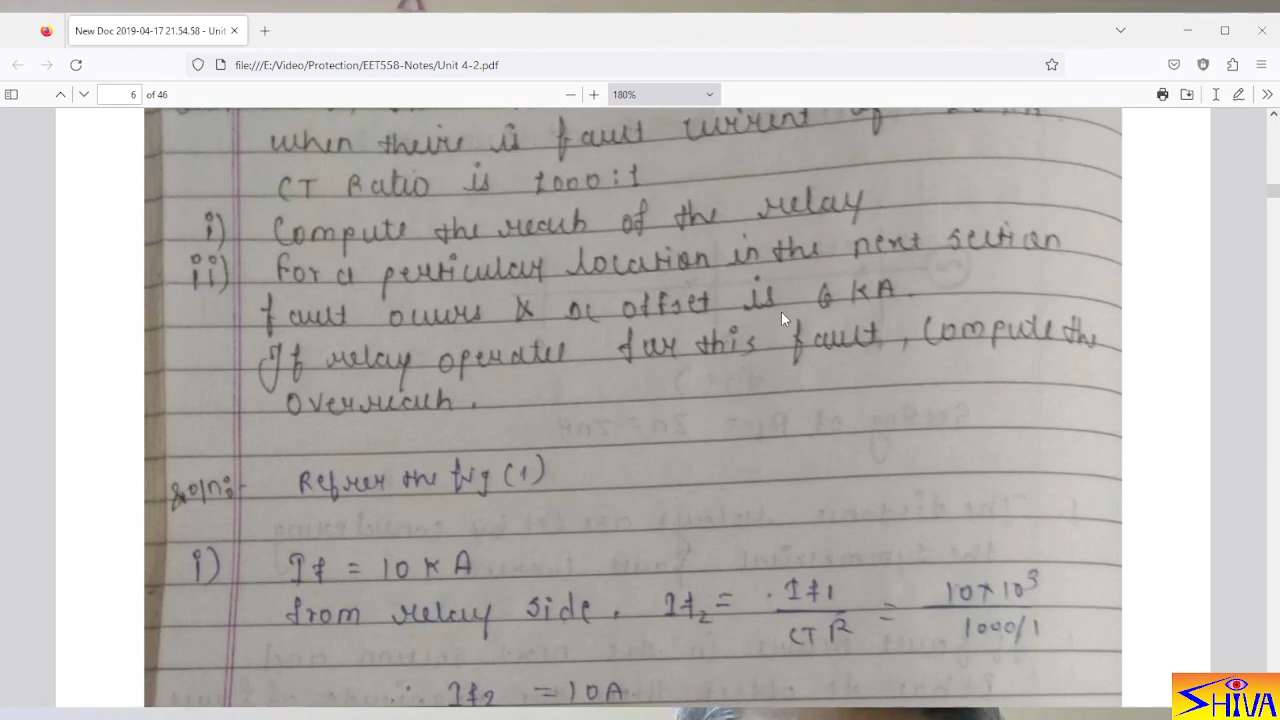 New Doc 2019-04-17 21.54.58 - Unit
file:///E:/Video/Protection/EET558-Notes/Unit 4-2.pdf
6 of 46
180%
when theire is fault current of
CT Ratio is 1000:1
i) Compute the reach of the relay
ii) For a perticular location in the next section
fault occurs & dc offset is 6 KA.
If relay operates for this fault, compute the
overreach.
Soln:- Refrer the fig (1)
i) If = 10 KA
from relay side, If2 = If1 / CTR = 10×10³ / 1000/1
∴ If2 = 10A
SHIVA